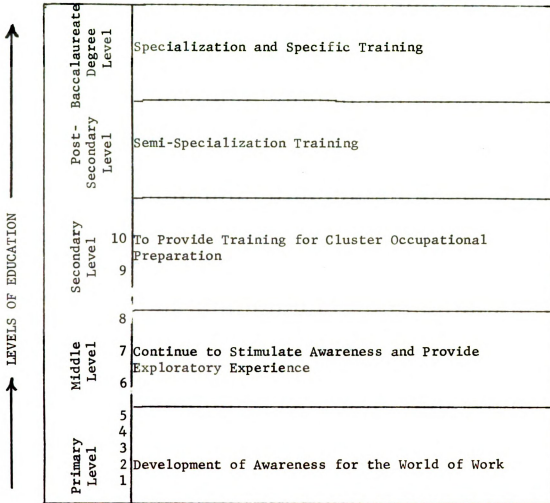 LEVELS OF EDUCATION
Baccalaureate
Degree
Level
Specialization and Specific Training
Post-
Secondary
Level
Semi-Specialization Training
Secondary
Level
10
9
To Provide Training for Cluster Occupational
Preparation
Middle
Level
8
7
6
Continue to Stimulate Awareness and Provide
Exploratory Experience
Primary
Level
5
4
3
2
1
Development of Awareness for the World of Work